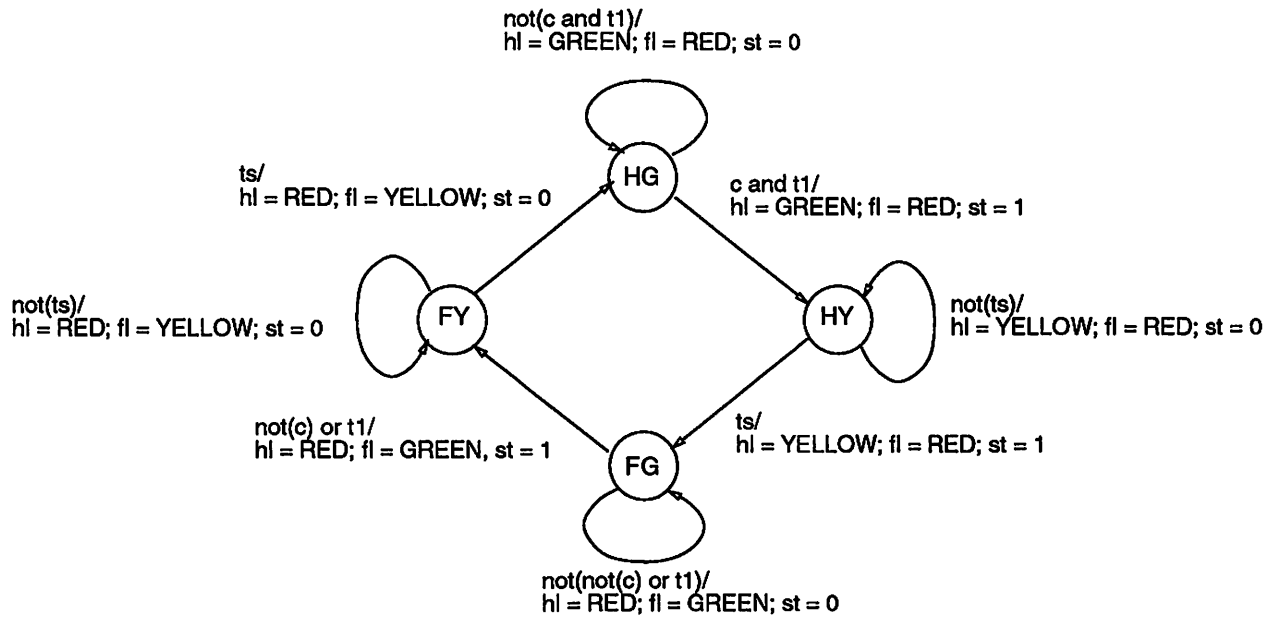 not(c and t1)/
hl = GREEN; fl = RED; st = 0
ts/
hl = RED; fl = YELLOW; st = 0
HG
c and t1/
hl = GREEN; fl = RED; st = 1
not(ts)/
hl = RED; fl = YELLOW; st = 0
FY
HY
not(ts)/
hl = YELLOW; fl = RED; st = 0
not(c) or t1/
hl = RED; fl = GREEN, st = 1
ts/
hl = YELLOW; fl = RED; st = 1
FG
not(not(c) or t1)/
hl = RED; fl = GREEN; st = 0